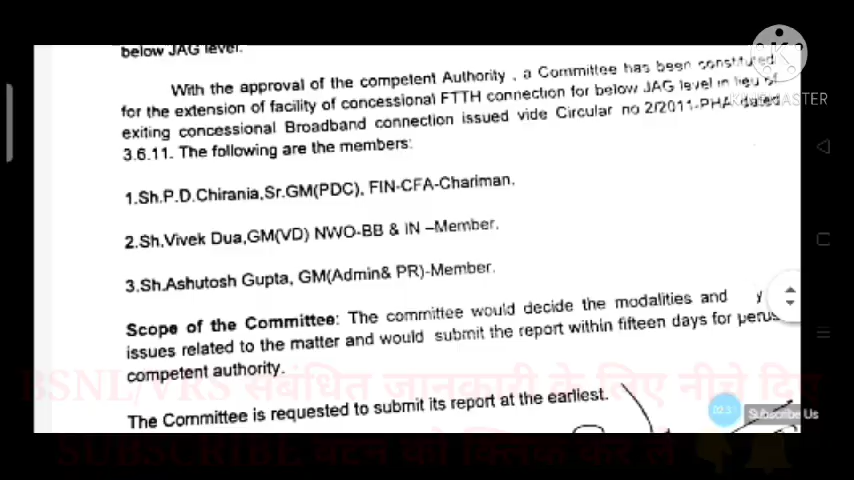 below JAG level.
With the approval of the competent Authority , a Committee has been constituted
for the extension of facility of concessional FTTH connection for below JAG level in lieu of
exiting concessional Broadband connection issued vide Circular no 2/2011-PHA dated
3.6.11. The following are the members:
1.Sh.P.D.Chirania,Sr.GM(PDC), FIN-CFA-Chariman.
2.Sh.Vivek Dua,GM(VD) NWO-BB & IN –Member.
3.Sh.Ashutosh Gupta, GM(Admin& PR)-Member.
Scope of the Committee: The committee would decide the modalities and
issues related to the matter and would submit the report within fifteen days for
competent authority.
The Committee is requested to submit its report at the earliest.
BSNL/VRS संबंधित जानकारी के लिए नीचे दिए
SUBSCRIBE बटन को क्लिक कर लें
Subscribe Us